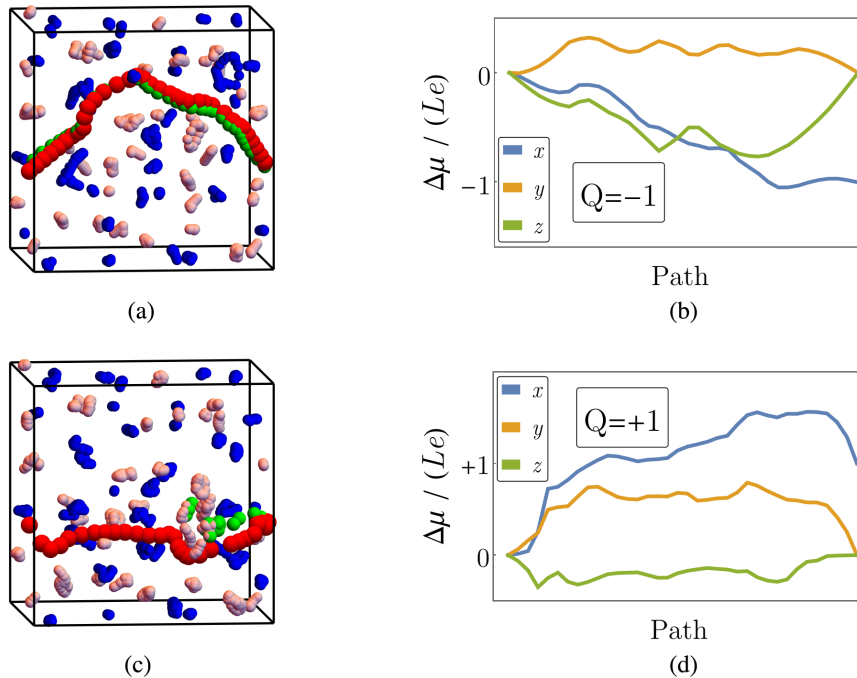 0
−1
Δμ / (Le)
x
y
z
Q=−1
Path
(a)
(b)
+1
0
Δμ / (Le)
x
y
z
Q=+1
Path
(c)
(d)